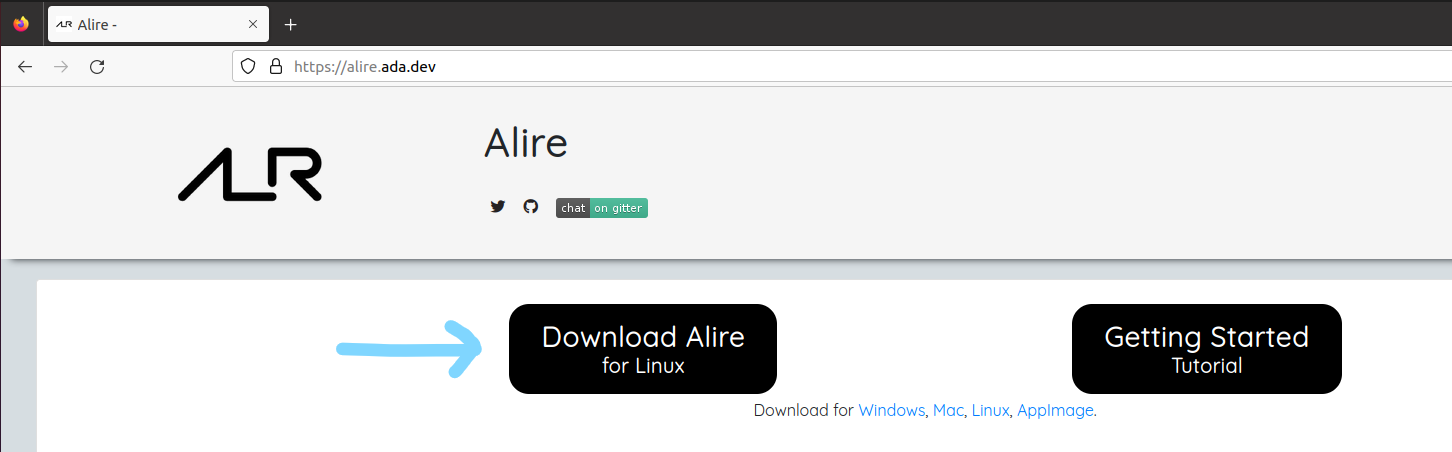 Alire -
https://alire.ada.dev
ALR
Alire
chat on gitter
Download Alire
for Linux
Getting Started
Tutorial
Download for Windows, Mac, Linux, AppImage.